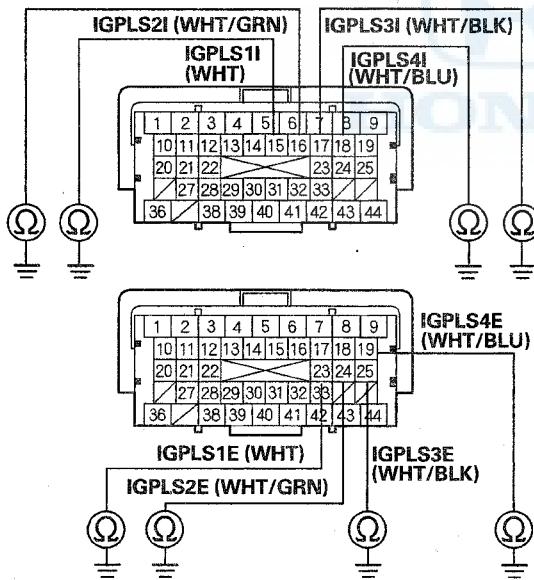 IGPLS2I (WHT/GRN)
IGPLS3I (WHT/BLK)
IGPLS1I
(WHT)
IGPLS4I
(WHT/BLU)
1 2 3 4 5 6 7 8 9
10 11 12 13 14 15 16 17 18 19
20 21 22 23 24 25
27 28 29 30 31 32 33
36 38 39 40 41 42 43 44
Ω Ω Ω Ω
1 2 3 4 5 6 7 8 9
10 11 12 13 14 15 16 17 18 19
20 21 22 23 24 25
27 28 29 30 31 32 33
36 38 39 40 41 42 43 44
IGPLS4E
(WHT/BLU)
IGPLS1E (WHT)
IGPLS2E (WHT/GRN)
IGPLS3E
(WHT/BLK)
Ω Ω Ω Ω